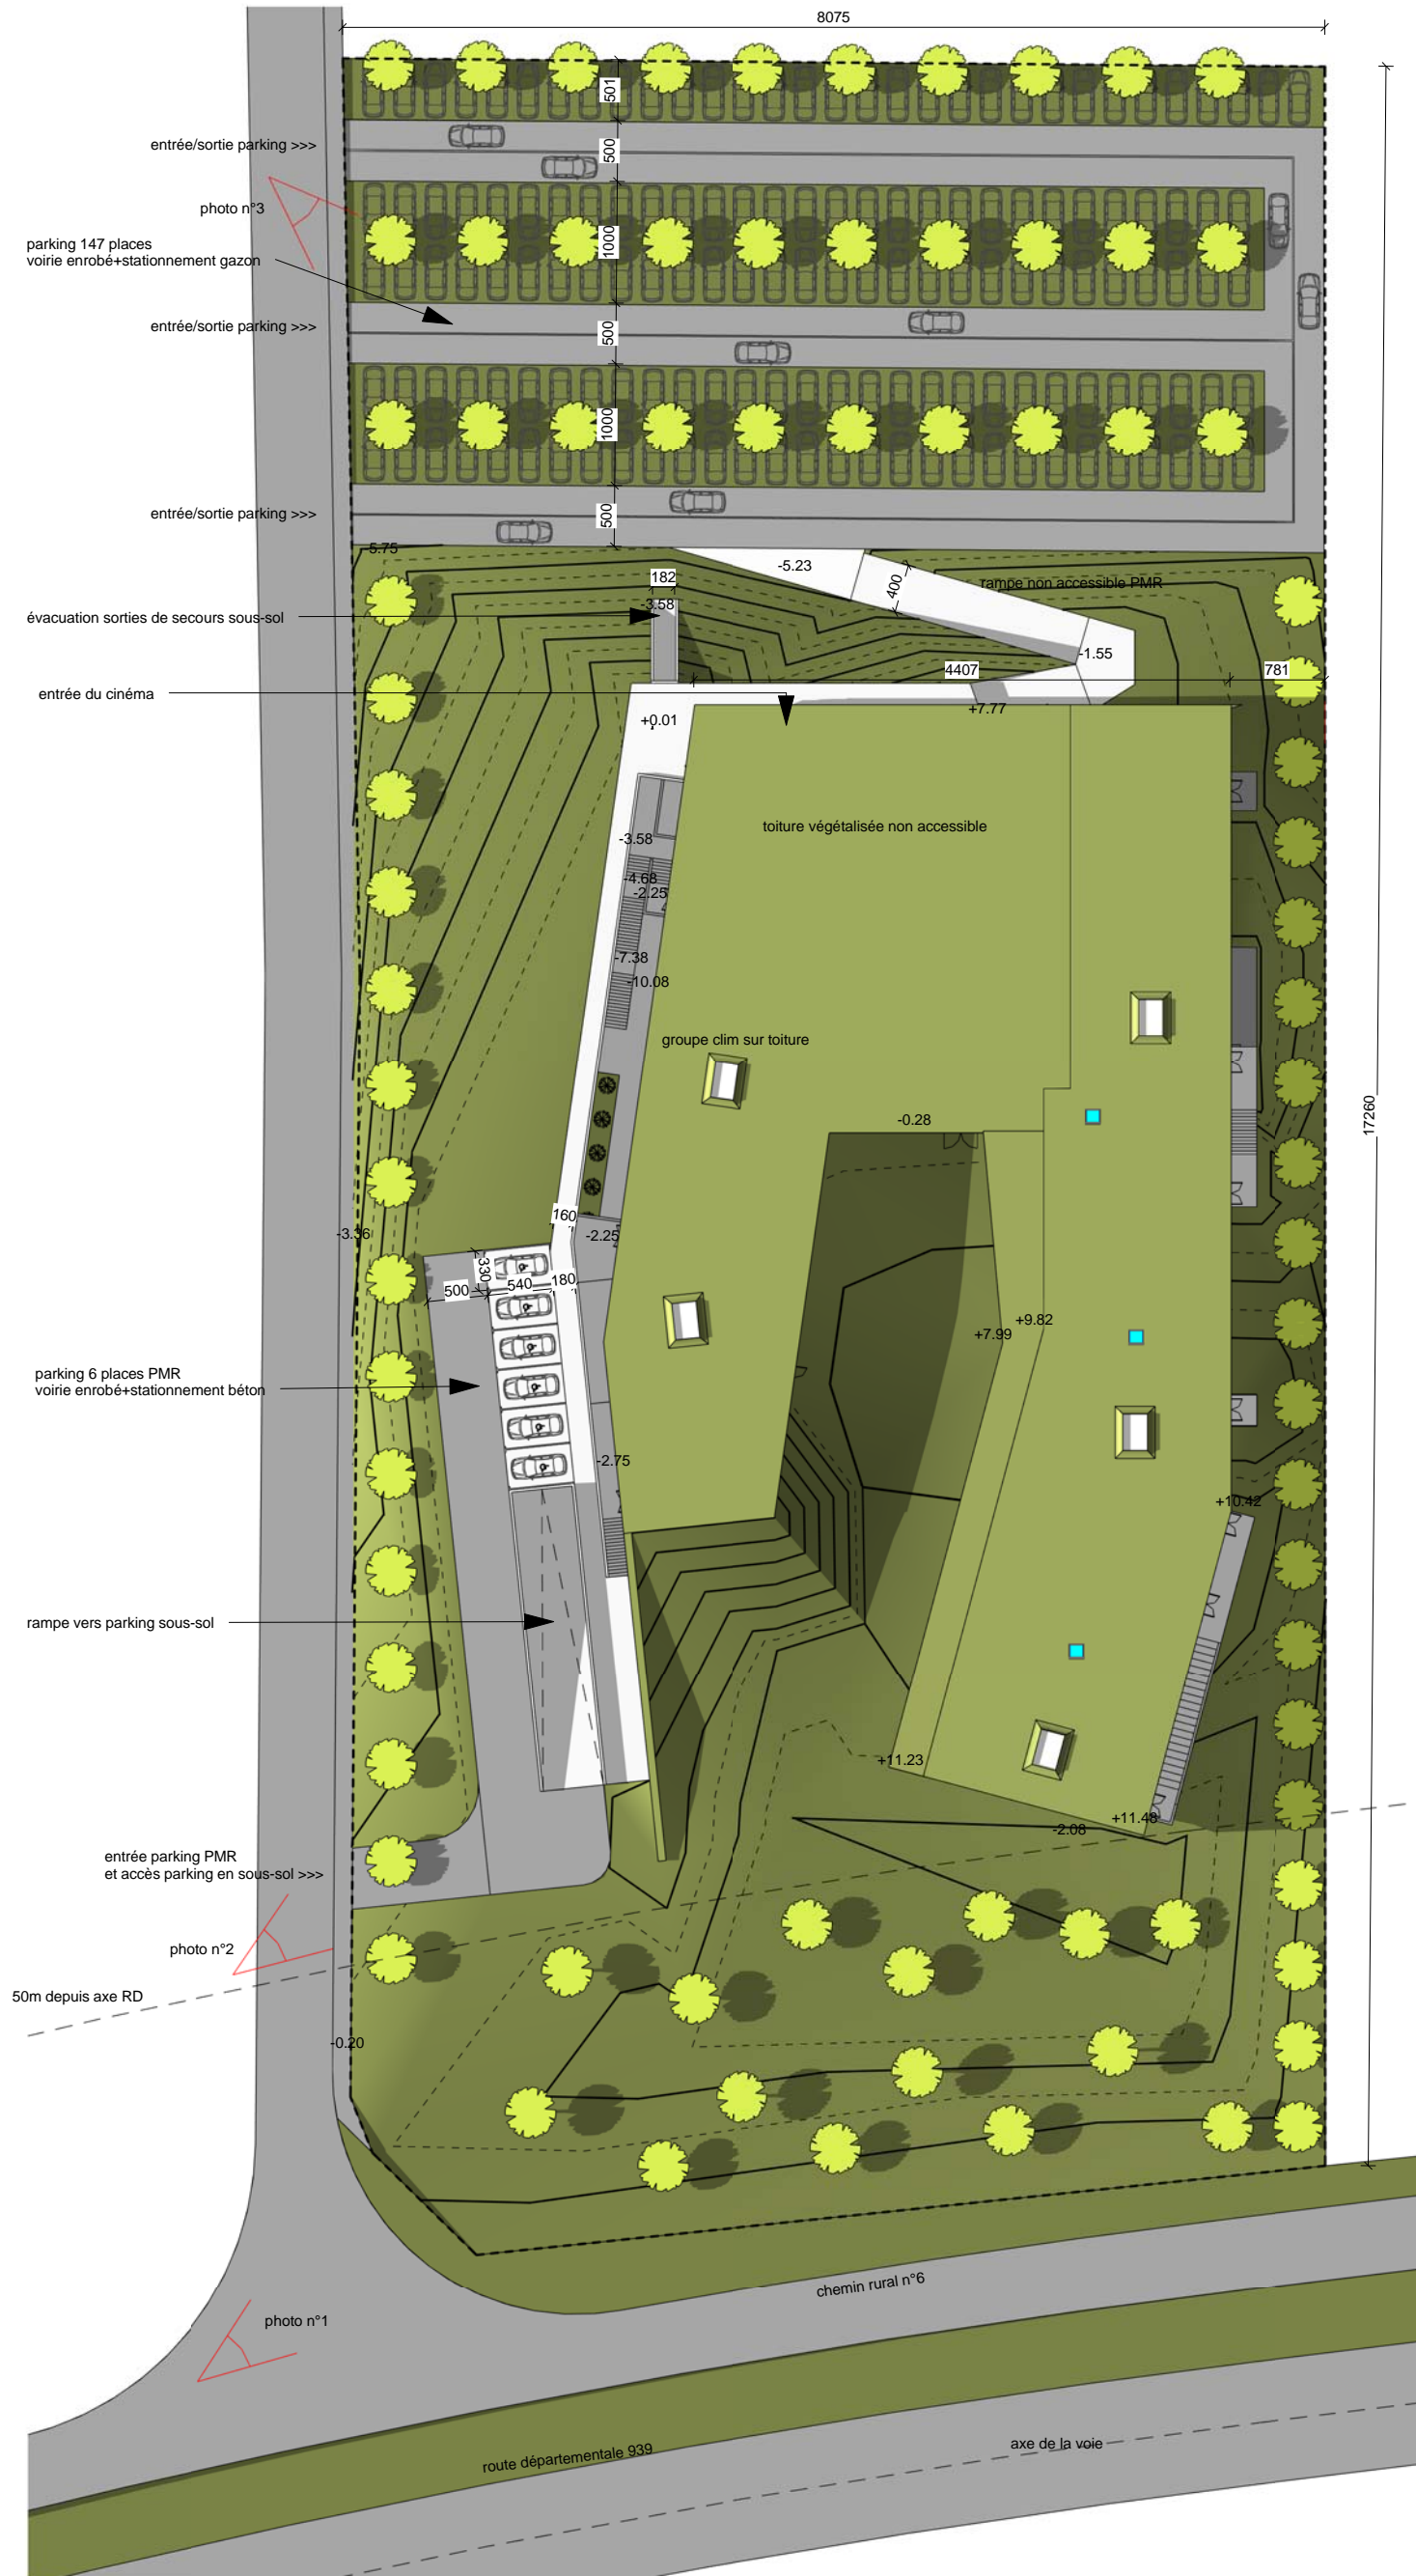 8075
501
entrée/sortie parking >>>
500
photo n°3
parking 147 places
voirie enrobé+stationnement gazon
1000
entrée/sortie parking >>>
500
1000
entrée/sortie parking >>>
500
-5.75
-5.23
182
400
rampe non accessible PMR
-3.58
évacuation sorties de secours sous-sol
-1.55
4407
781
entrée du cinéma
+7.77
+0.01
toiture végétalisée non accessible
-3.58
-4.68
-2.25
-7.38
-10.08
groupe clim sur toiture
17260
-0.28
160
-3.36
-2.25
330
500
540
180
+9.82
+7.99
parking 6 places PMR
voirie enrobé+stationnement béton
-2.75
+10.42
rampe vers parking sous-sol
+11.23
+11.48
-2.08
entrée parking PMR
et accès parking en sous-sol >>>
photo n°2
50m depuis axe RD
-0.20
chemin rural n°6
photo n°1
axe de la voie
route départementale 939